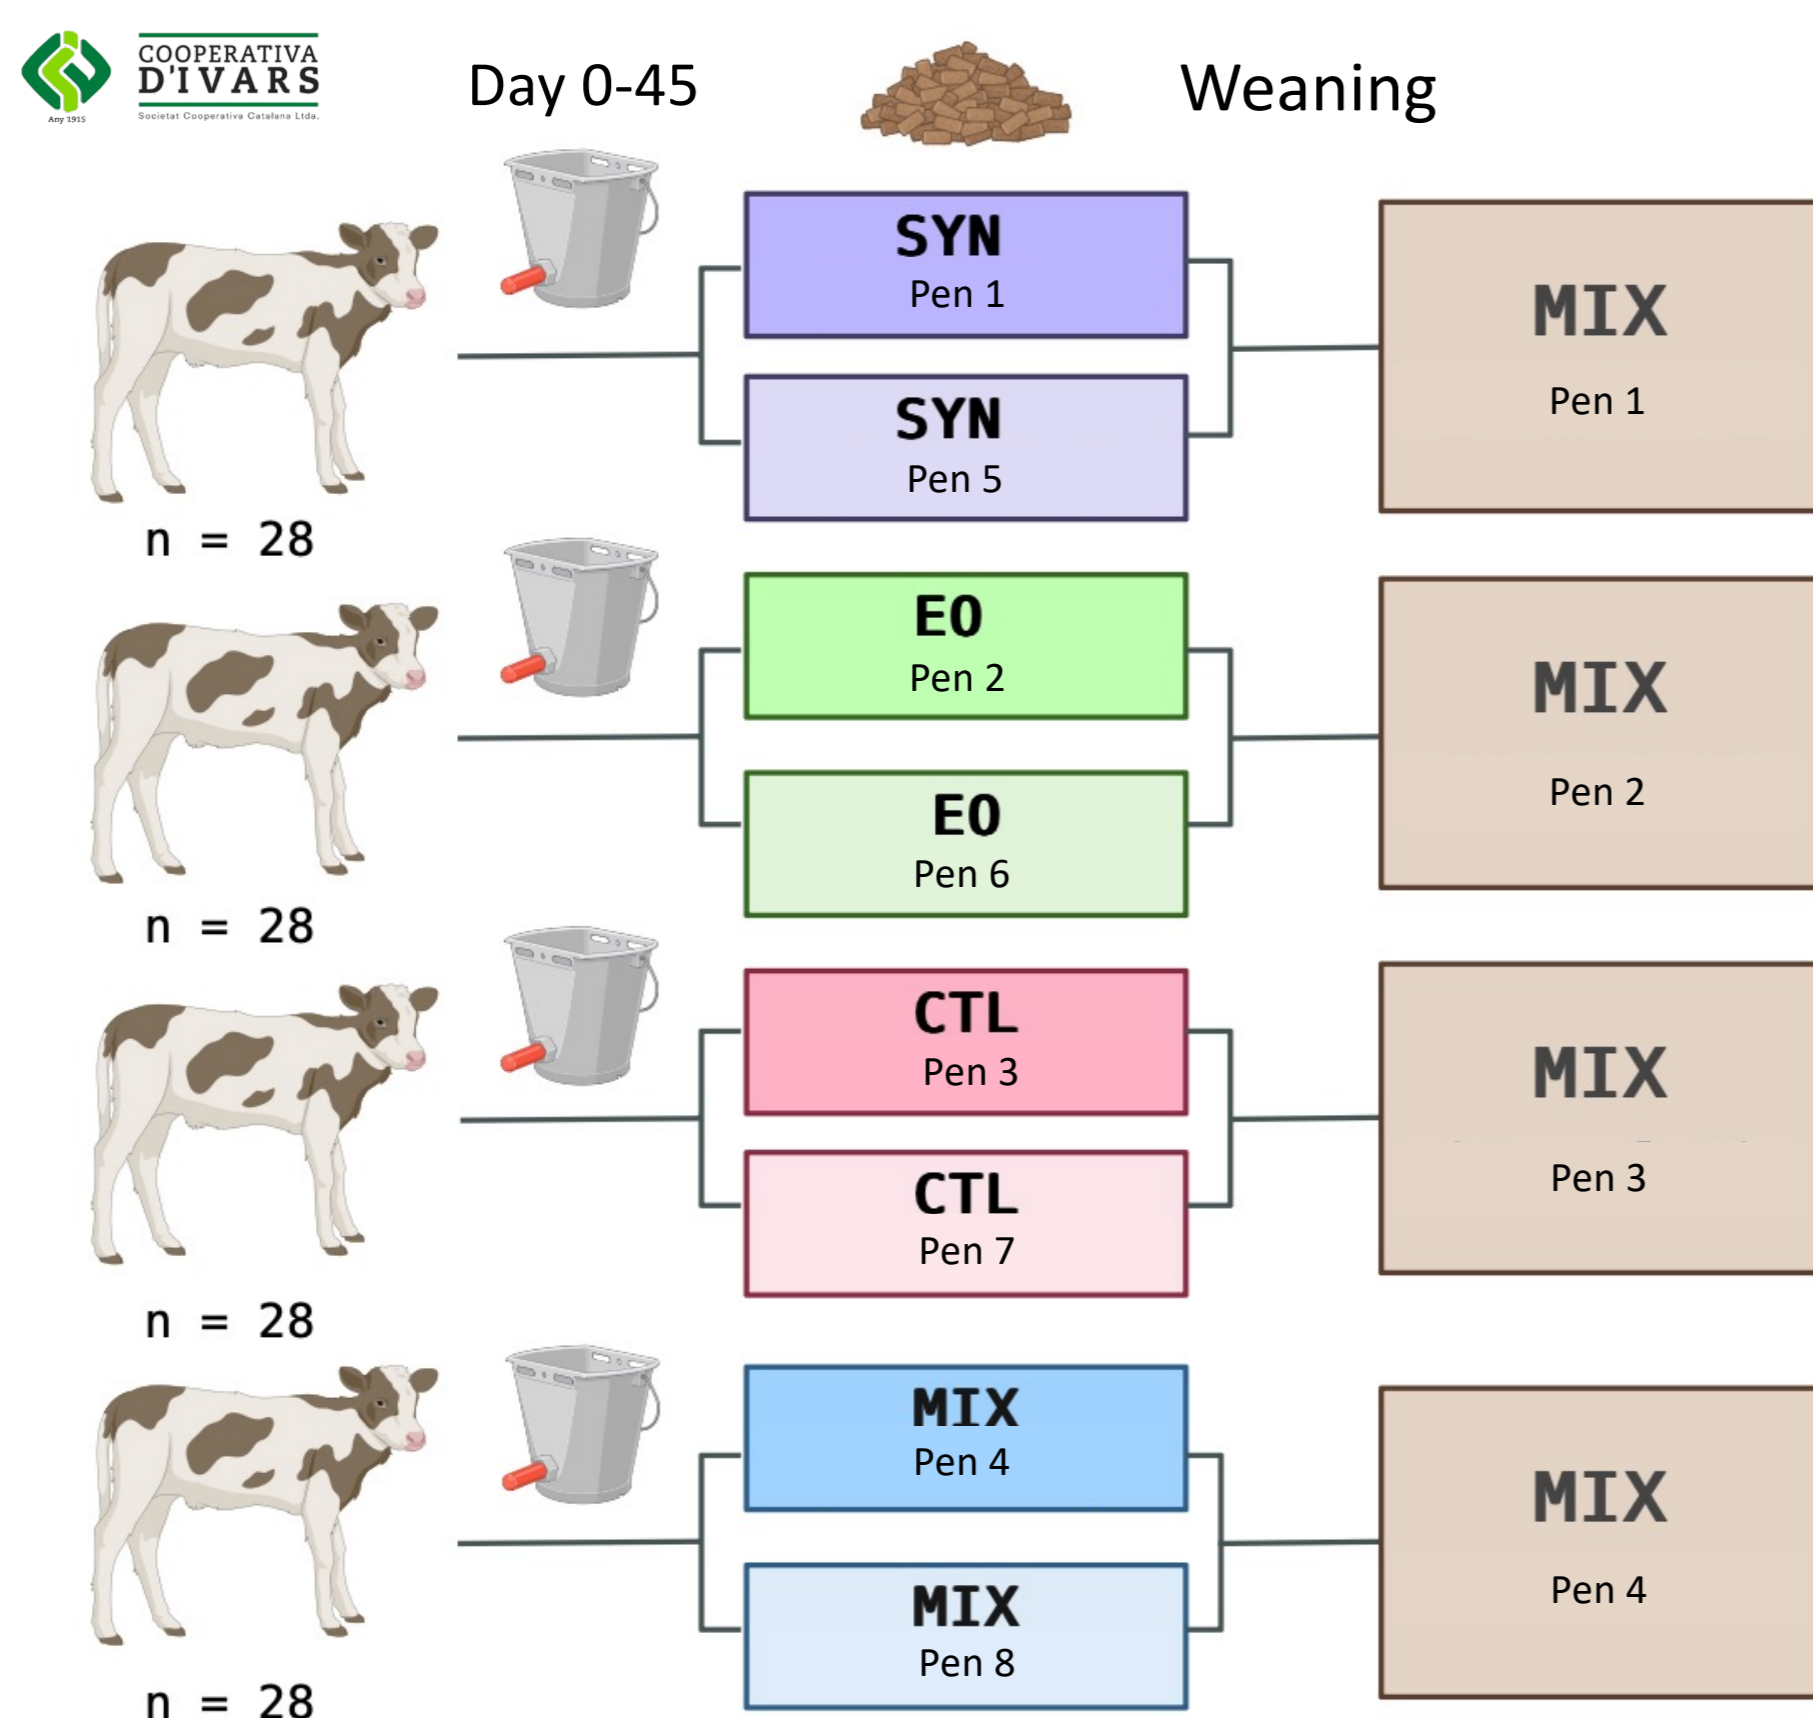 COOPERATIVA
D'IVARS
Societat Cooperativa Catalana Ltda.
Any 1915
Day 0-45
Weaning
SYN
Pen 1
SYN
Pen 5
MIX
Pen 1
n = 28
EO
Pen 2
EO
Pen 6
MIX
Pen 2
n = 28
CTL
Pen 3
CTL
Pen 7
MIX
Pen 3
n = 28
MIX
Pen 4
MIX
Pen 8
MIX
Pen 4
n = 28